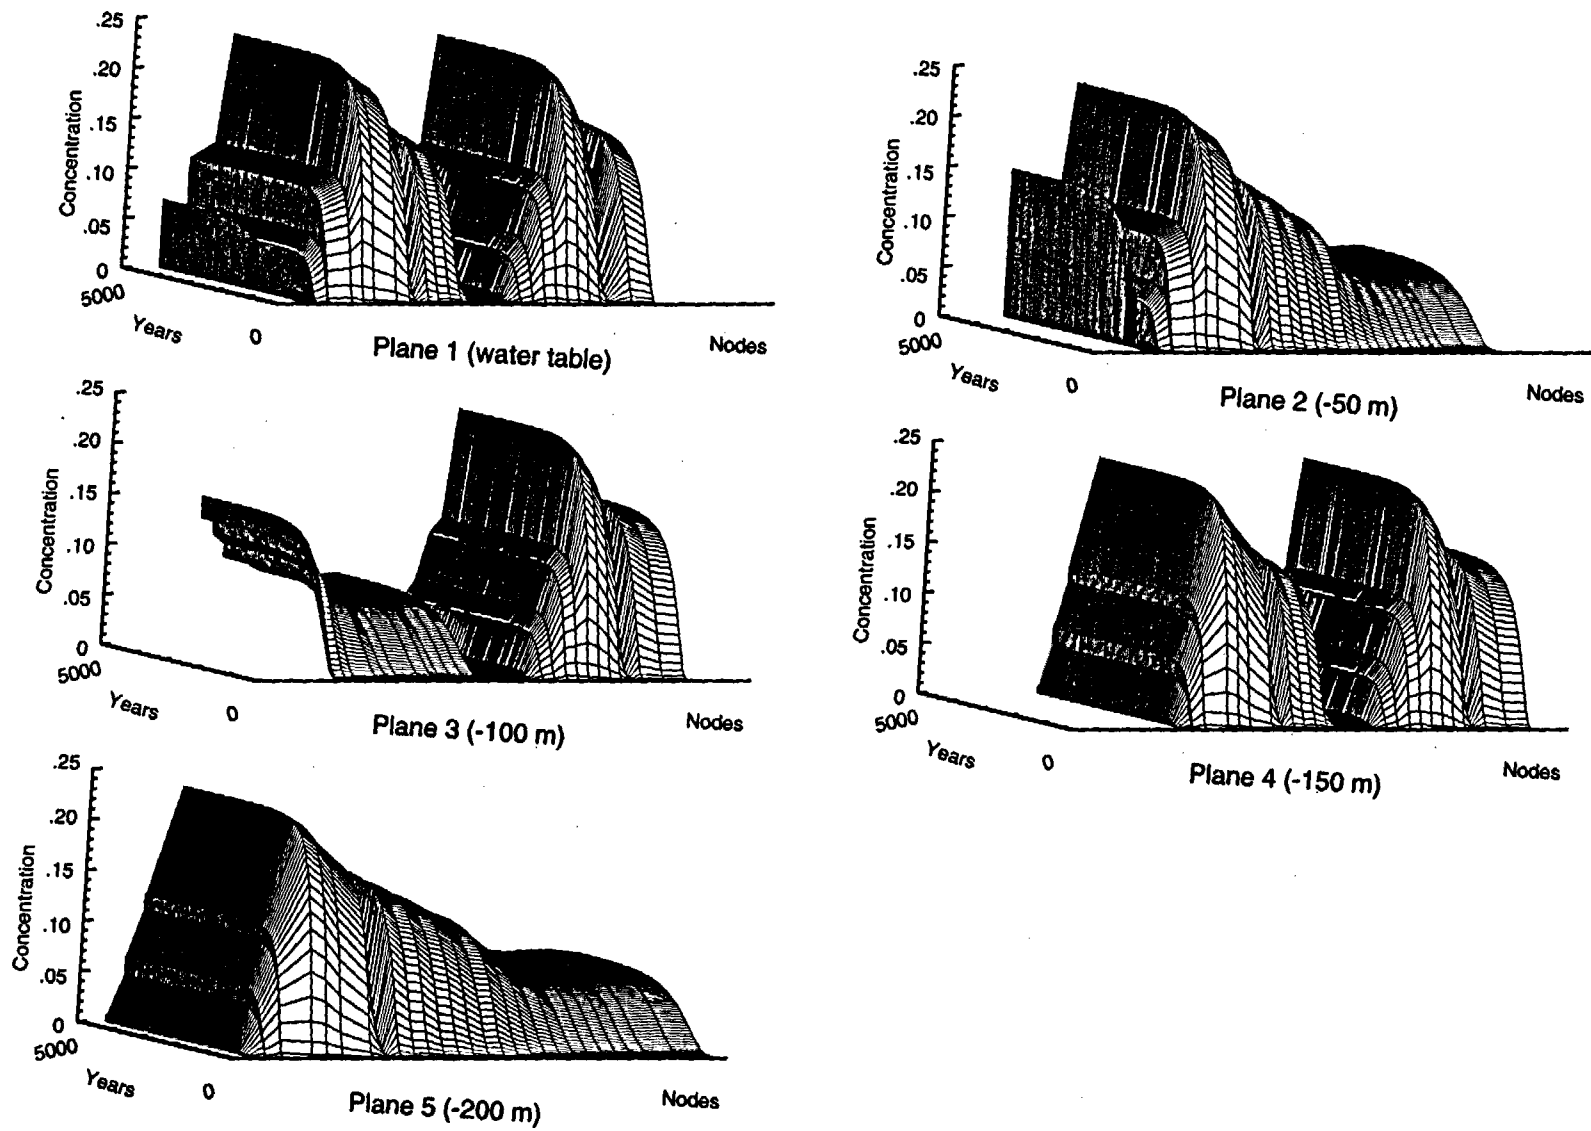 .25
.20
.15
.10
.05
0
Concentration
5000
Years
0
Plane 1 (water table)
Nodes
.25
.20
.15
.10
.05
0
Concentration
5000
Years
0
Plane 2 (-50 m)
Nodes
.25
.20
.15
.10
.05
0
Concentration
5000
Years
0
Plane 3 (-100 m)
Nodes
.25
.20
.15
.10
.05
0
Concentration
5000
Years
0
Plane 4 (-150 m)
Nodes
.25
.20
.15
.10
.05
0
Concentration
5000
Years
0
Plane 5 (-200 m)
Nodes